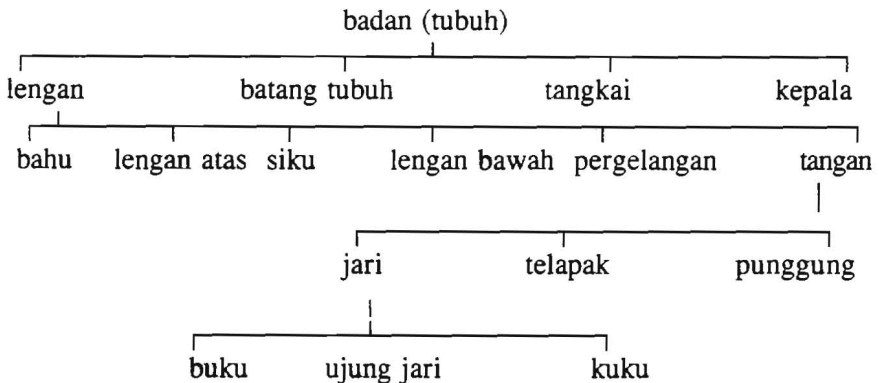 badan (tubuh)
lengan batang tubuh tangkai kepala
bahu lengan atas siku lengan bawah pergelangan tangan
jari telapak punggung
buku ujung jari kuku